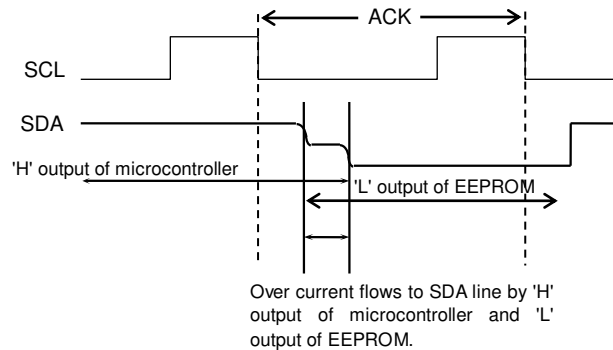 ACK
SCL
SDA
'H' output of microcontroller
'L' output of EEPROM
Over current flows to SDA line by 'H'
output of microcontroller and 'L'
output of EEPROM.